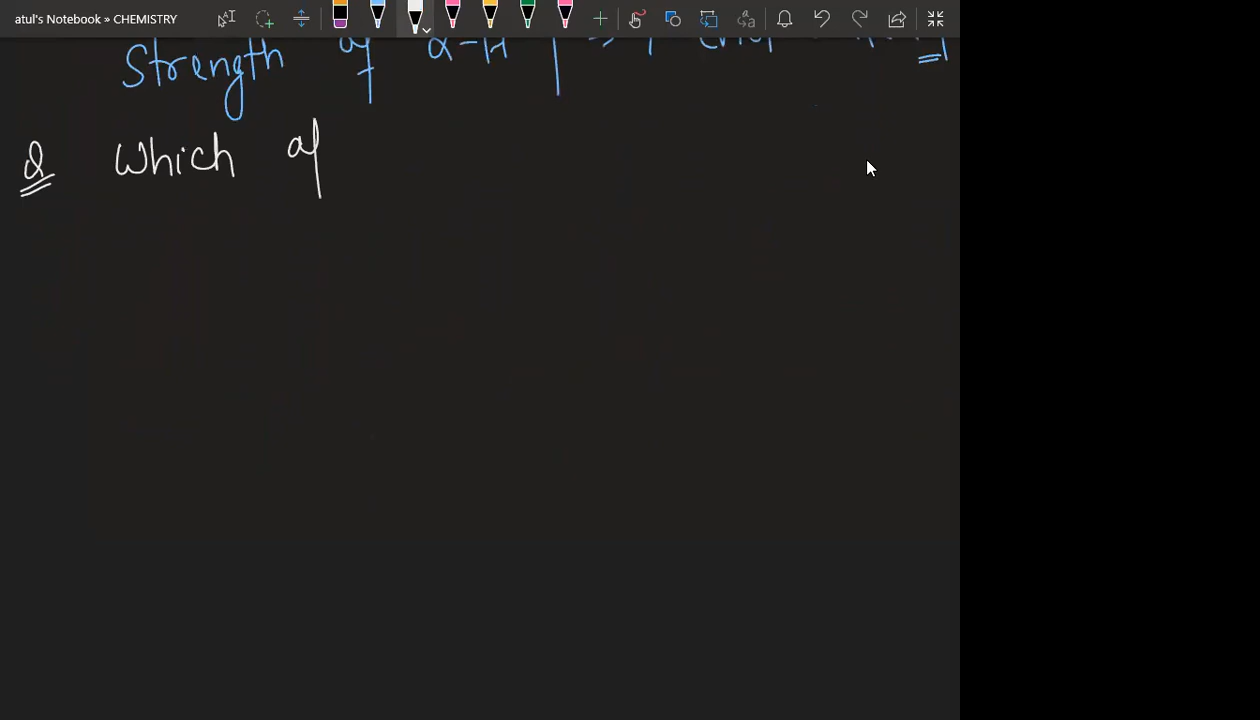 atul's Notebook » CHEMISTRY
Strength of α-H
Q Which of